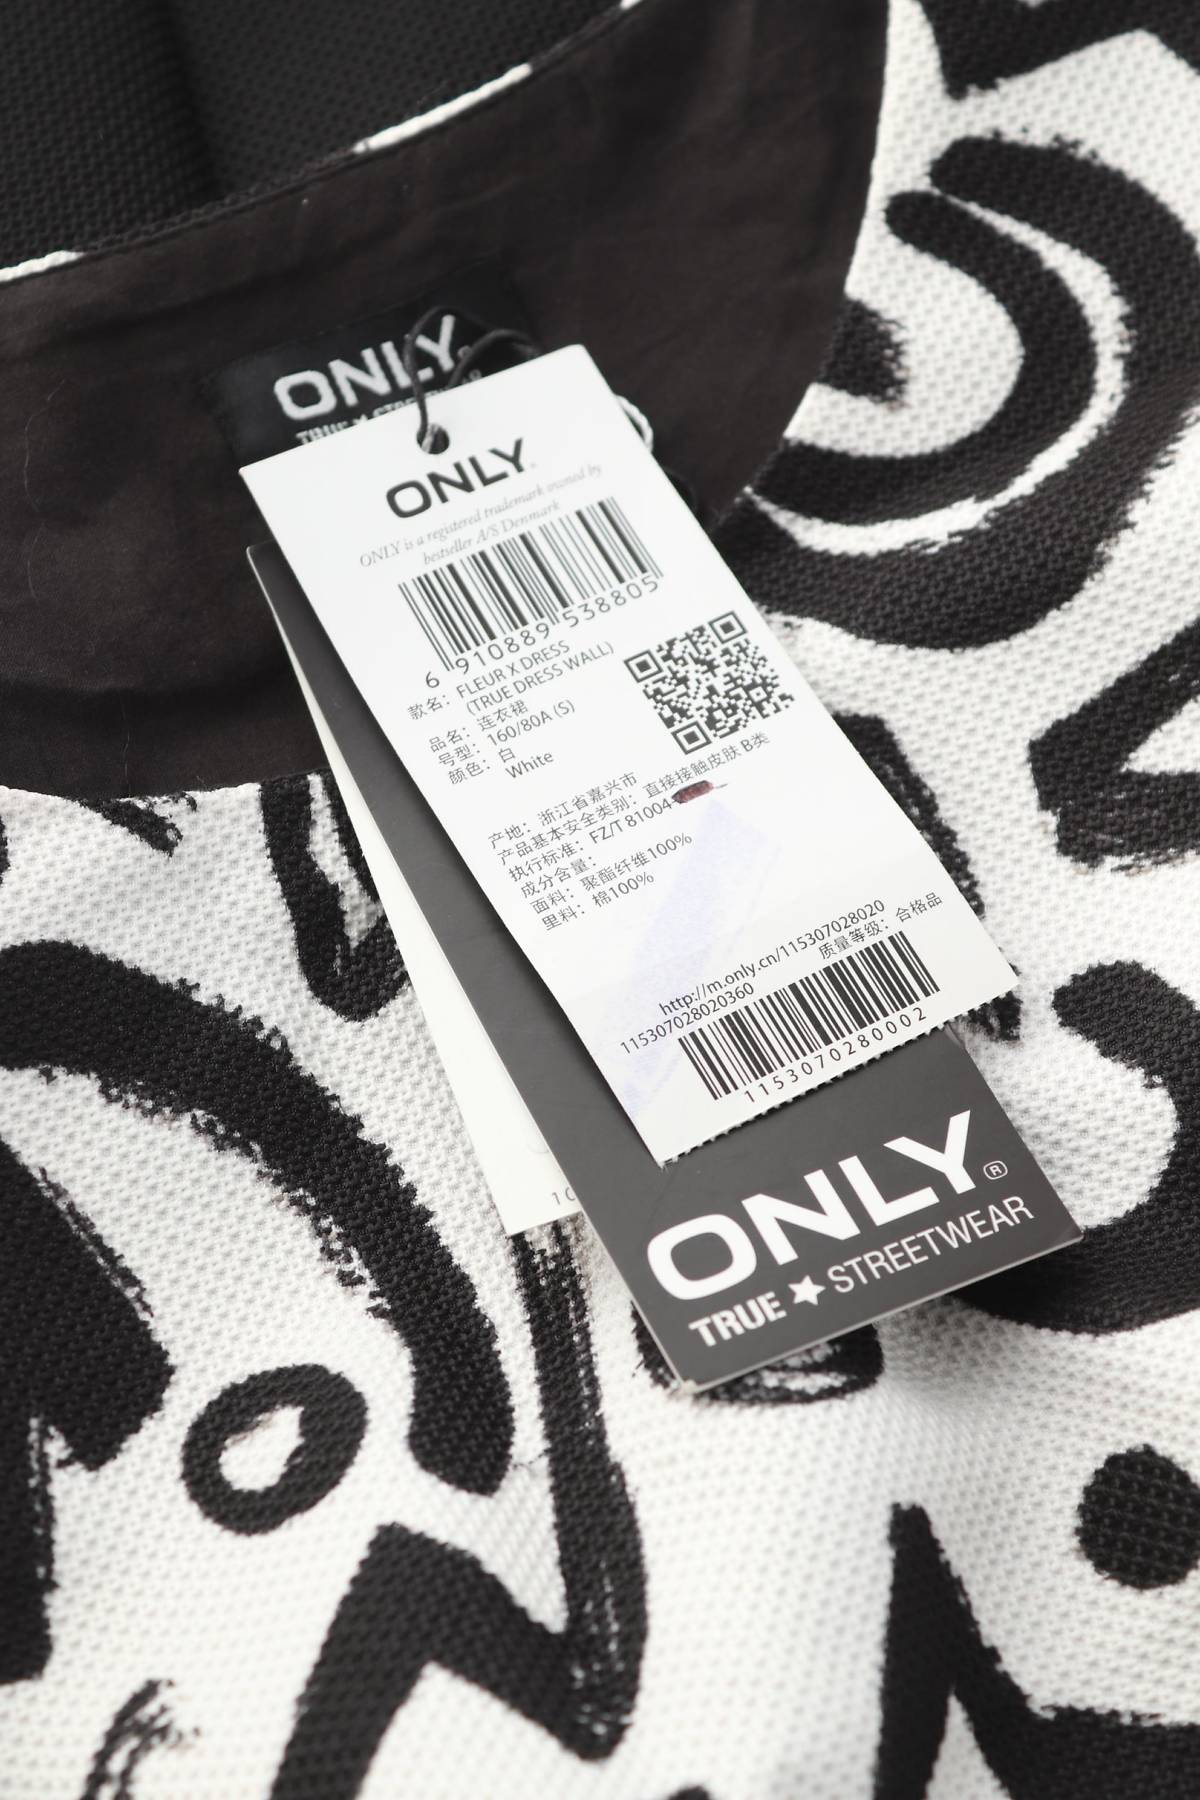 ONLY
TRUE
ONLY
ONLY is a registered trademark owned by
bestseller A/S Denmark
6 910889 538805
款名： FLEUR X DRESS
(TRUE DRESS WALL)
品名： 连衣裙
号型： 160/80A (S)
颜色： 白
White
产地： 浙江省嘉兴市
产品基本安全类别： 直接接触皮肤 B类
执行标准： FZ/T 81004-
成分含量：
面料： 聚酯纤维100%
里料： 棉100%
http://m.only.cn/115307028020
115307028020360
质量等级： 合格品
1153070280002
ONLY®
TRUE ★ STREETWEAR